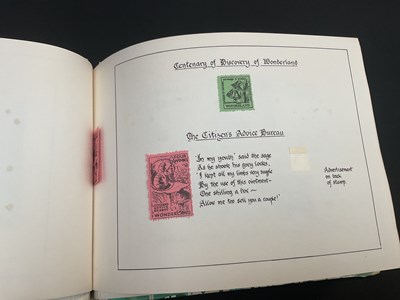 Centenary of Discovery of Wonderland
The Citizen's Advice Bureau
'In my youth' said the sage
As he shook his grey locks,
'I kept all my limbs very supple
By the use of this ointment—
One shilling a box —
Allow me to sell you a couple'
Advertisement
on back
of stamp.
WONDERLAND